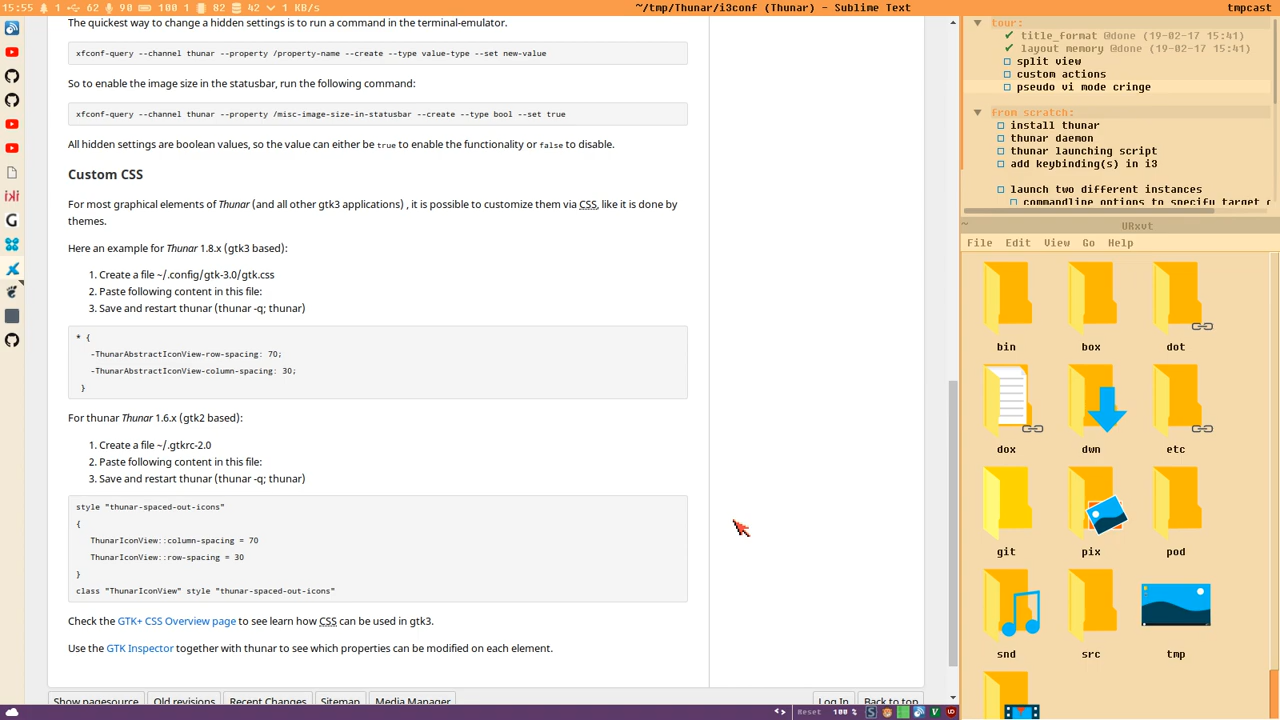 15:55 1 62 90 100 1 82 42 1 KB/s
~/tmp/Thunar/i3conf (Thunar) - Sublime Text
tmpcast
The quickest way to change a hidden settings is to run a command in the terminal-emulator.
xfconf-query --channel thunar --property /property-name --create --type value-type --set new-value
So to enable the image size in the statusbar, run the following command:
xfconf-query --channel thunar --property /misc-image-size-in-statusbar --create --type bool --set true
All hidden settings are boolean values, so the value can either be true to enable the functionality or false to disable.
Custom CSS
For most graphical elements of Thunar (and all other gtk3 applications) , it is possible to customize them via CSS, like it is done by
themes.
Here an example for Thunar 1.8.x (gtk3 based):
1. Create a file ~/.config/gtk-3.0/gtk.css
2. Paste following content in this file:
3. Save and restart thunar (thunar -q; thunar)
* {
-ThunarAbstractIconView-row-spacing: 70;
-ThunarAbstractIconView-column-spacing: 30;
}
For thunar Thunar 1.6.x (gtk2 based):
1. Create a file ~/.gtkrc-2.0
2. Paste following content in this file:
3. Save and restart thunar (thunar -q; thunar)
style "thunar-spaced-out-icons"
{
ThunarIconView::column-spacing = 70
ThunarIconView::row-spacing = 30
}
class "ThunarIconView" style "thunar-spaced-out-icons"
Check the GTK+ CSS Overview page to see learn how CSS can be used in gtk3.
Use the GTK Inspector together with thunar to see which properties can be modified on each element.
Show pagesource Old revisions Recent Changes Sitemap Media Manager Log In Back to top
Reset 100 %
tour:
✔ title_format @done (19-02-17 15:41)
✔ layout memory @done (19-02-17 15:41)
☐ split view
☐ custom actions
☐ pseudo vi mode cringe
from scratch:
☐ install thunar
☐ thunar daemon
☐ thunar launching script
☐ add keybinding(s) in i3
☐ launch two different instances
☐ commandline options to specify target
~ URxvt
File Edit View Go Help
bin box dot
dox dwn etc
git pix pod
snd src tmp